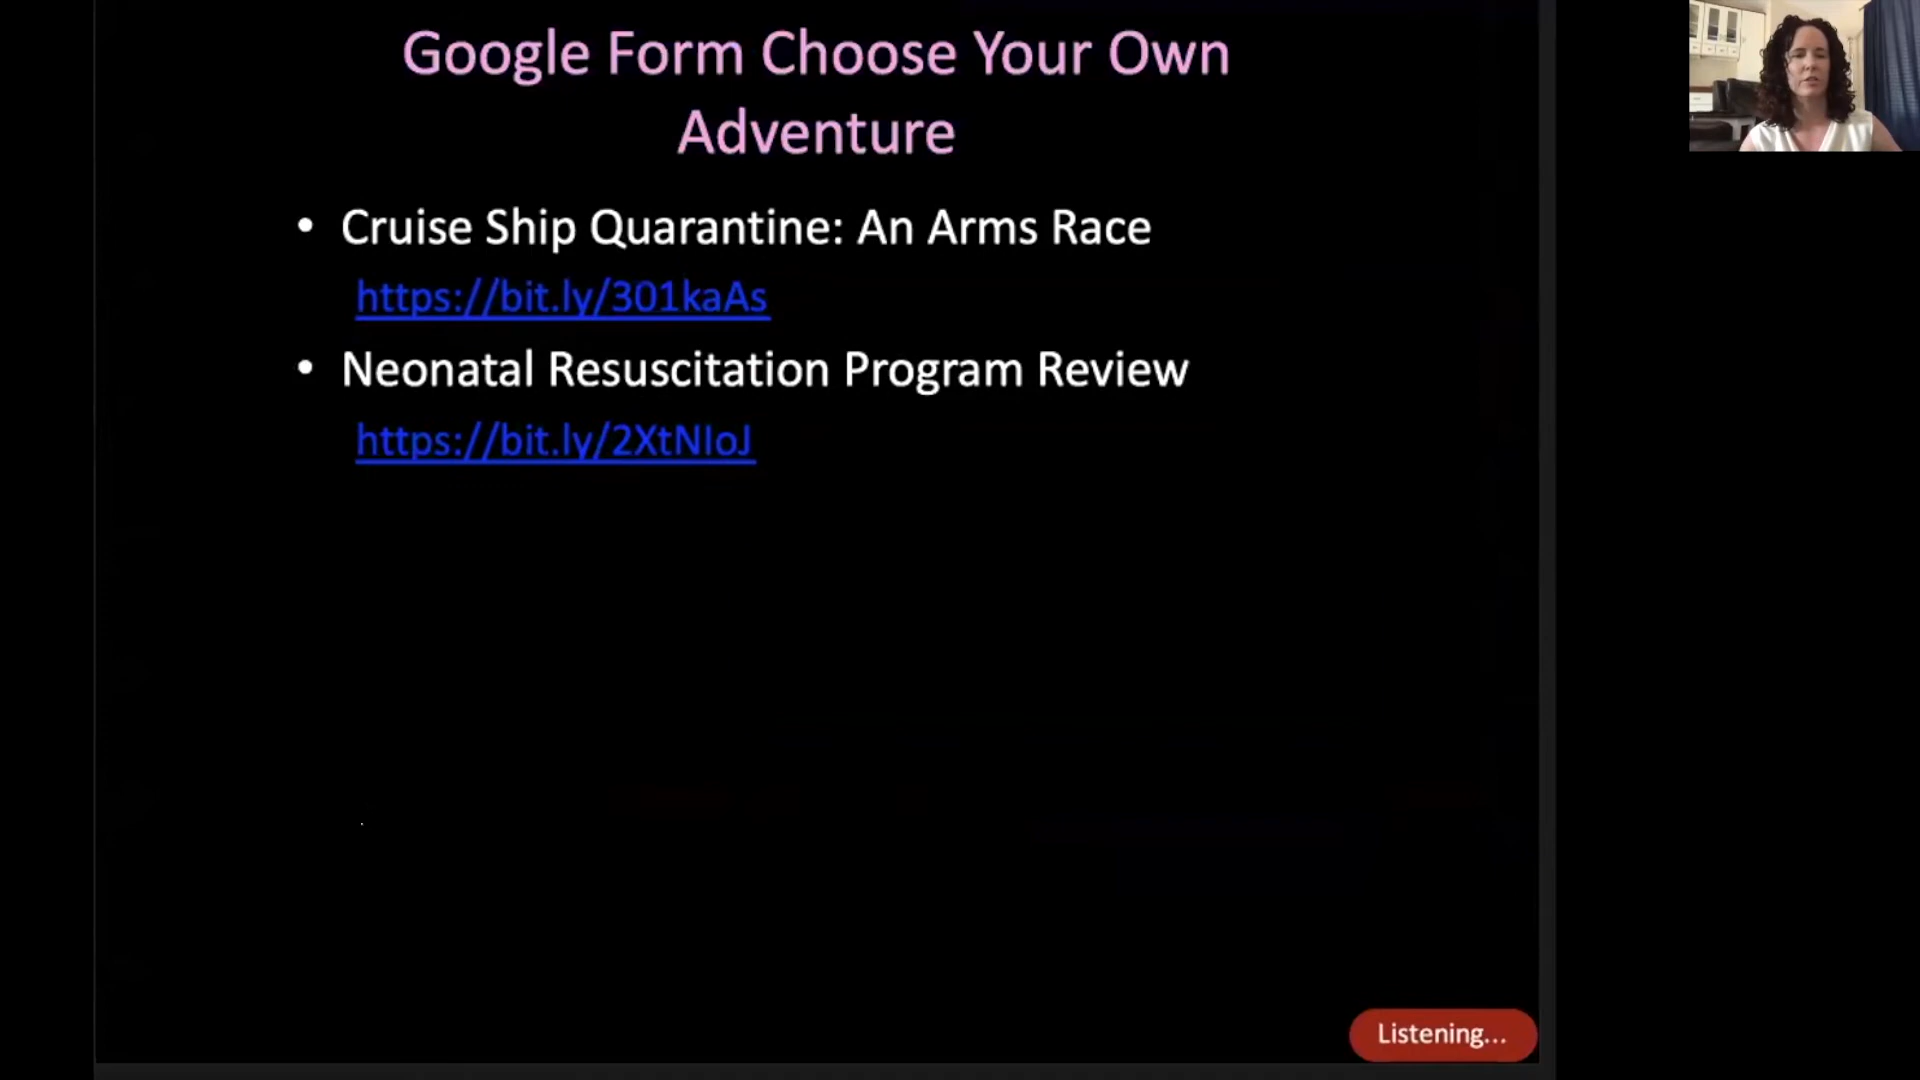 Google Form Choose Your Own
Adventure
• Cruise Ship Quarantine: An Arms Race
https://bit.ly/301kaAs
• Neonatal Resuscitation Program Review
https://bit.ly/2XtNIoJ
Listening...